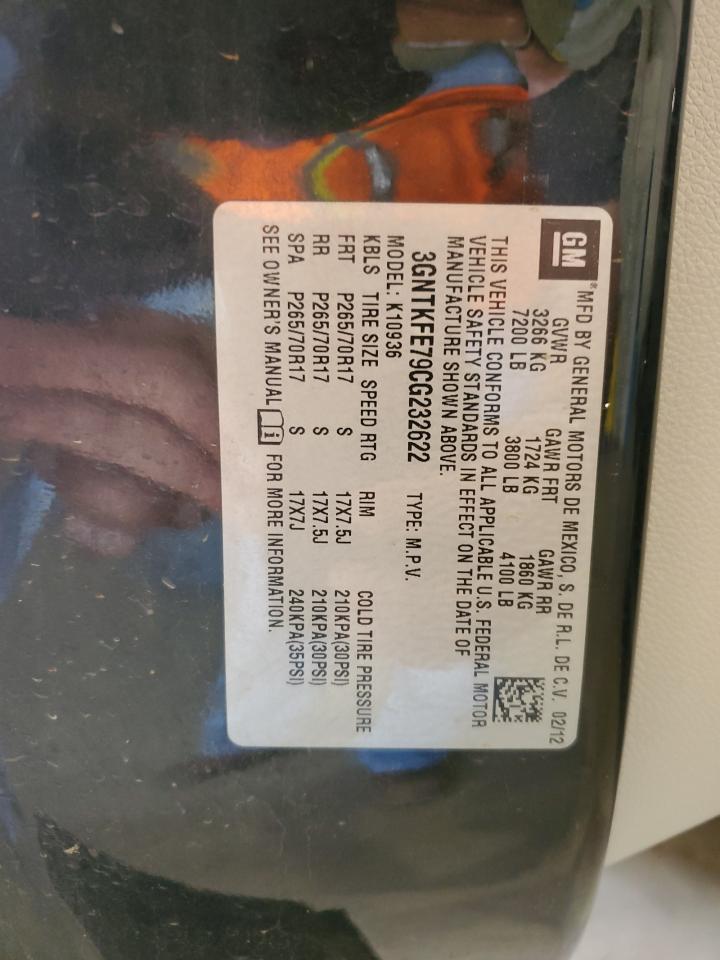 GM ® MFD BY GENERAL MOTORS DE MEXICO, S. DE R.L. DE C.V. 02/12
GVWR GAWR FRT GAWR RR
3266 KG 1724 KG 1860 KG
7200 LB 3800 LB 4100 LB
THIS VEHICLE CONFORMS TO ALL APPLICABLE U.S. FEDERAL MOTOR
VEHICLE SAFETY STANDARDS IN EFFECT ON THE DATE OF
MANUFACTURE SHOWN ABOVE.
3GNTKFE79CG232622 TYPE: M.P.V.
MODEL: K10936
KBLS TIRE SIZE SPEED RTG RIM COLD TIRE PRESSURE
FRT P265/70R17 S 17X7.5J 210KPA(30PSI)
RR P265/70R17 S 17X7.5J 210KPA(30PSI)
SPA P265/70R17 S 17X7J 240KPA(35PSI)
SEE OWNER'S MANUAL i FOR MORE INFORMATION.